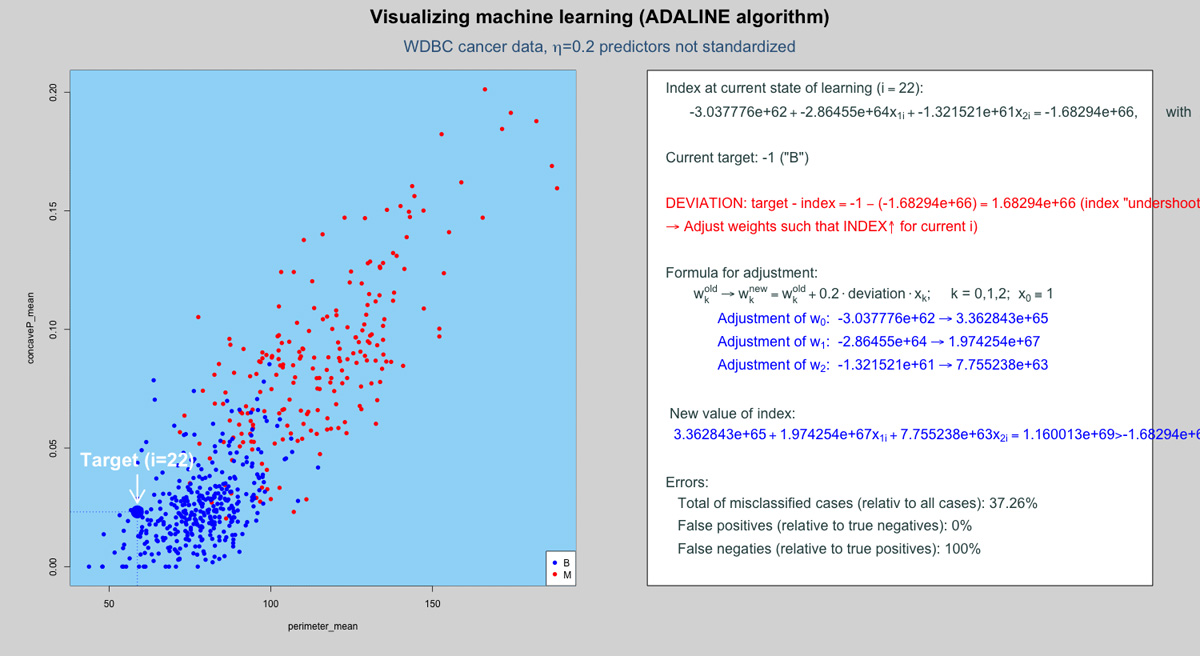 Visualizing machine learning (ADALINE algorithm)
WDBC cancer data, η=0.2 predictors not standardized
0.20
0.15
0.10
0.05
0.00
concaveP_mean
Target (i=22)
B
M
50
100
150
perimeter_mean
Index at current state of learning (i = 22):
-3.037776e+62 + -2.86455e+64x₁ᵢ + -1.321521e+61x₂ᵢ = -1.68294e+66, with
Current target: -1 ("B")
DEVIATION: target - index = -1 − (-1.68294e+66) = 1.68294e+66 (index "undershoot
→ Adjust weights such that INDEX↑ for current i)
Formula for adjustment:
wₖᵒˡᵈ → wₖⁿᵉʷ = wₖᵒˡᵈ + 0.2 · deviation · xₖ; k = 0,1,2; x₀ ≡ 1
Adjustment of w₀: -3.037776e+62 → 3.362843e+65
Adjustment of w₁: -2.86455e+64 → 1.974254e+67
Adjustment of w₂: -1.321521e+61 → 7.755238e+63
New value of index:
3.362843e+65 + 1.974254e+67x₁ᵢ + 7.755238e+63x₂ᵢ = 1.160013e+69>-1.68294e+6
Errors:
Total of misclassified cases (relativ to all cases): 37.26%
False positives (relative to true negatives): 0%
False negaties (relative to true positives): 100%